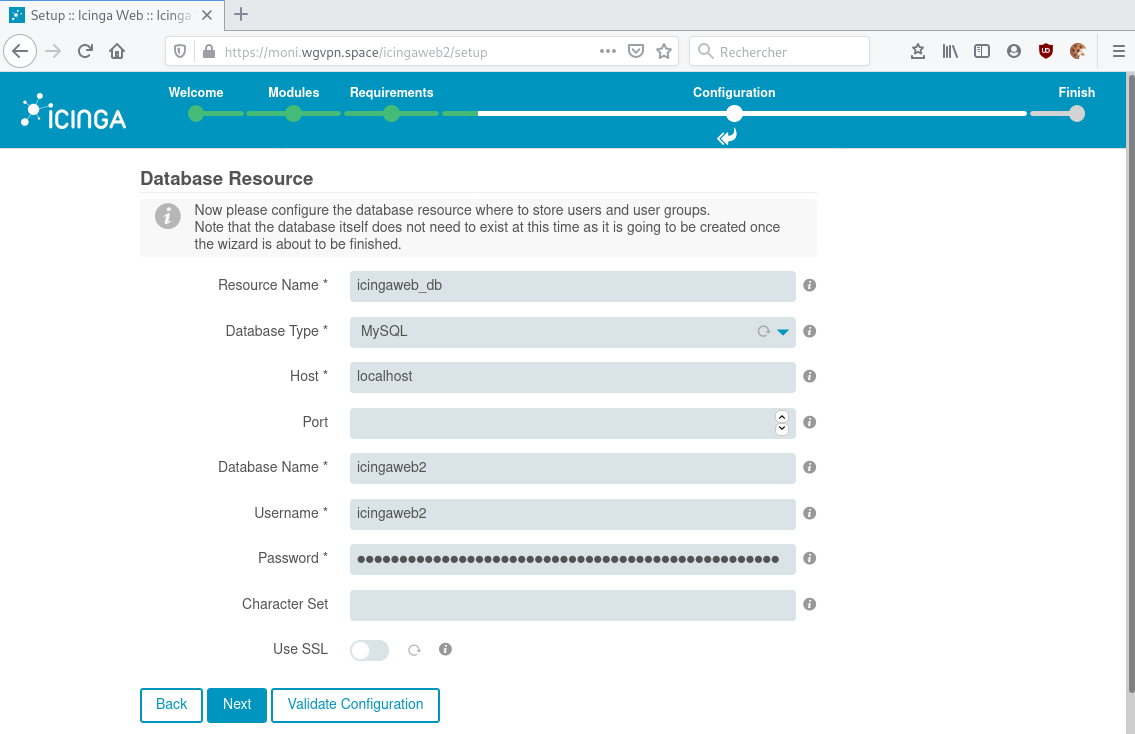 Setup :: Icinga Web :: Icinga
https://moni.wgvpn.space/icingaweb2/setup
Rechercher
ICINGA
Welcome
Modules
Requirements
Configuration
Finish
Database Resource
Now please configure the database resource where to store users and user groups.
Note that the database itself does not need to exist at this time as it is going to be created once
the wizard is about to be finished.
Resource Name *
icingaweb_db
Database Type *
MySQL
Host *
localhost
Port
Database Name *
icingaweb2
Username *
icingaweb2
Password *
Character Set
Use SSL
Back
Next
Validate Configuration